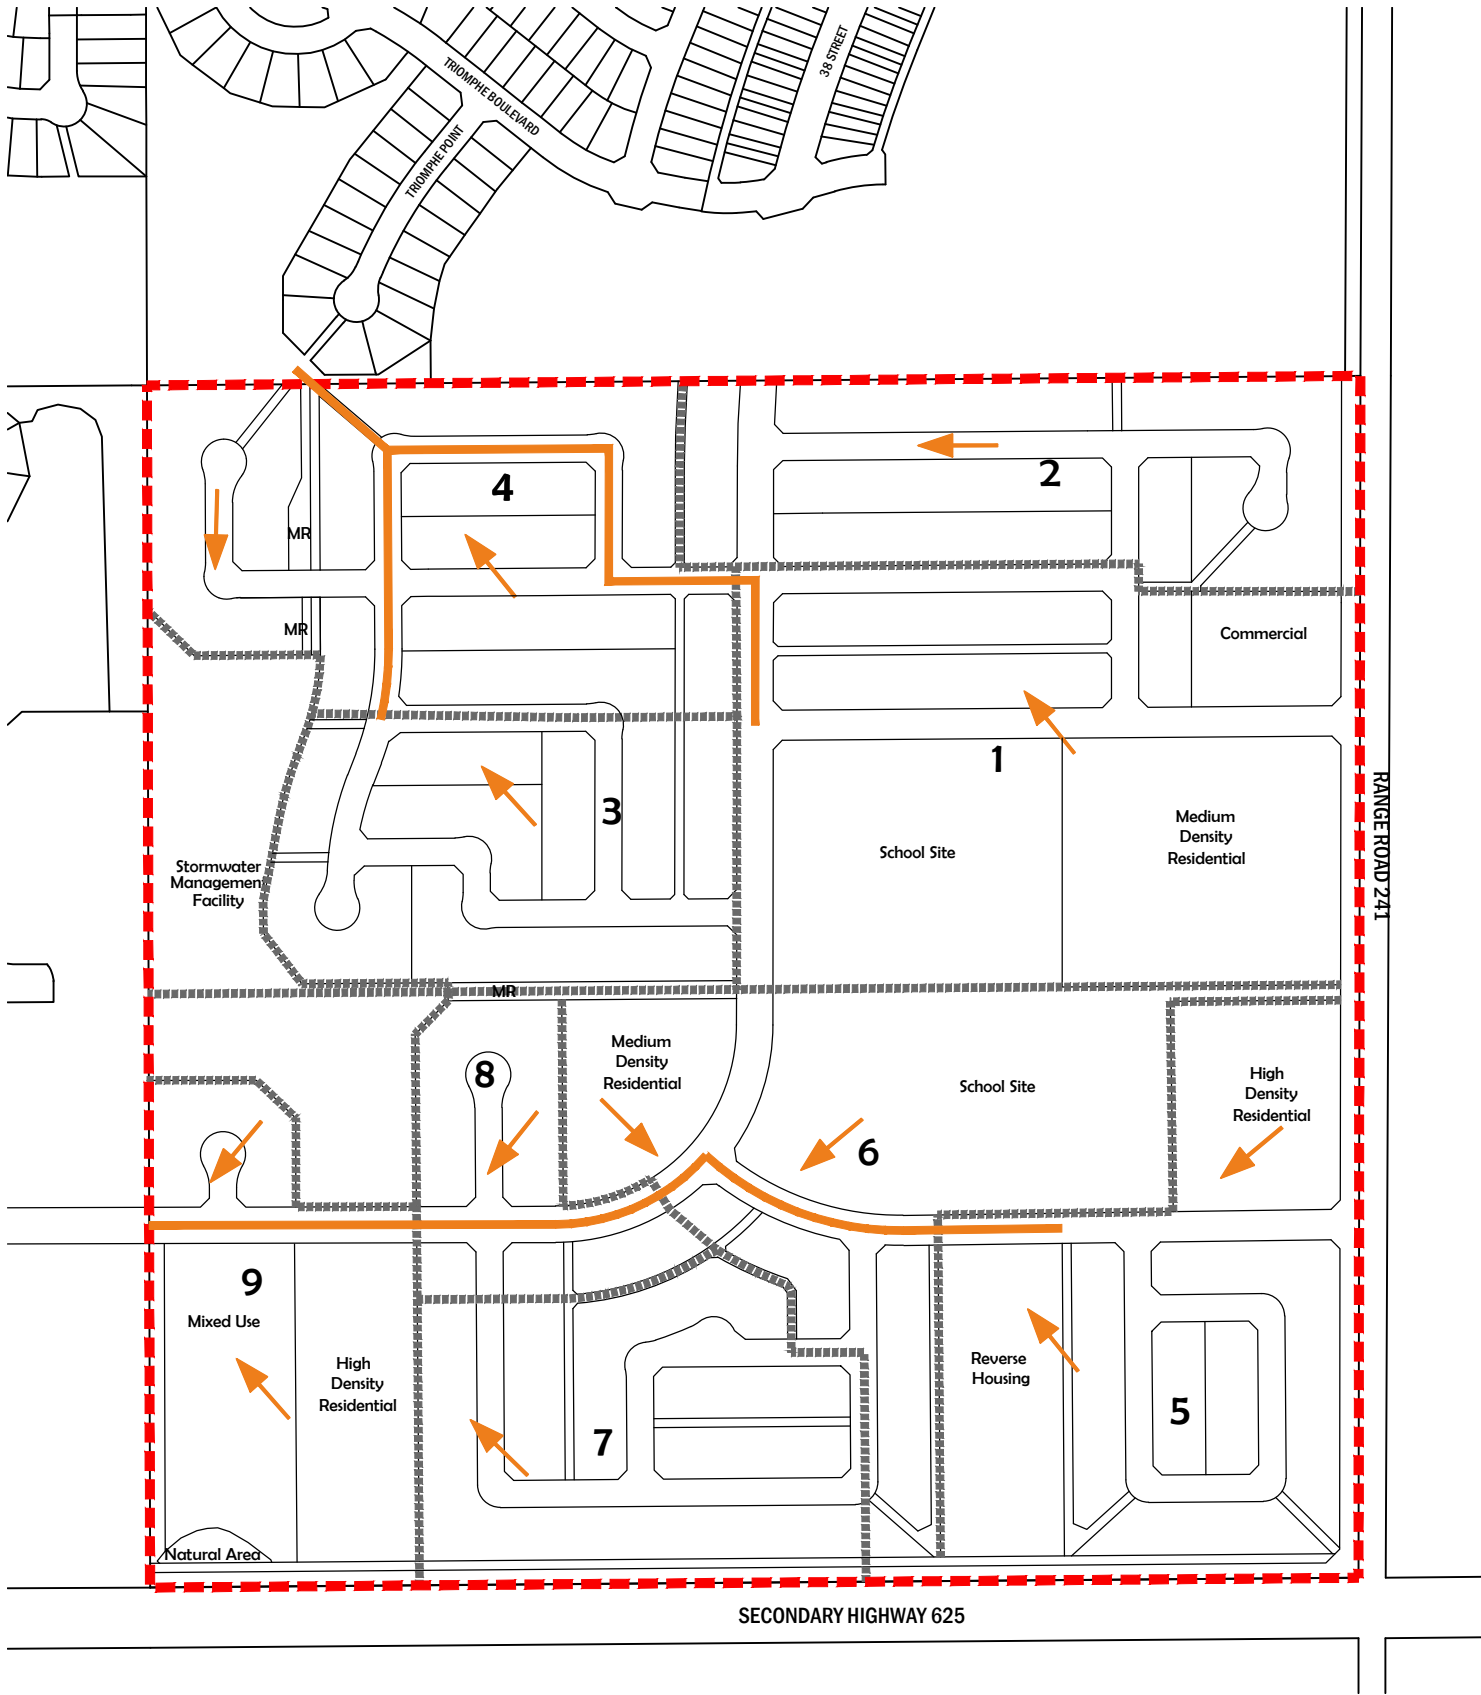 38 STREET
TRIOMPHE BOULEVARD
TRIOMPHE POINT
4
2
MR
MR
Commercial
1
3
School Site
Medium
Density
Residential
RANGE ROAD 241
Stormwater
Managemen
Facility
MR
8
Medium
Density
Residential
School Site
High
Density
Residential
6
9
Mixed Use
High
Density
Residential
Reverse
Housing
5
7
Natural Area
SECONDARY HIGHWAY 625